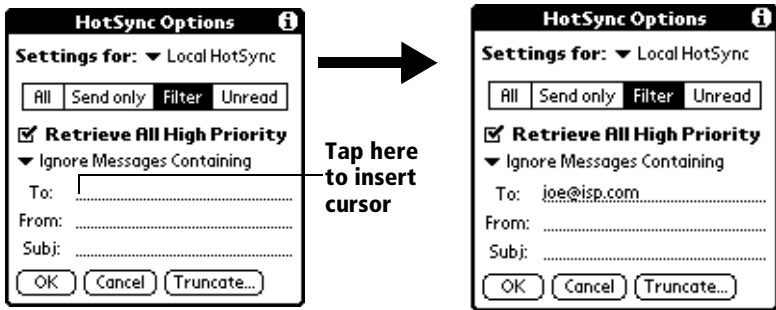 HotSync Options i
Settings for: Local HotSync
All Send only Filter Unread
Retrieve All High Priority
Ignore Messages Containing
To:
From:
Subj:
OK Cancel Truncate...
Tap here
to insert
cursor
HotSync Options i
Settings for: Local HotSync
All Send only Filter Unread
Retrieve All High Priority
Ignore Messages Containing
To: joe@isp.com
From:
Subj:
OK Cancel Truncate...